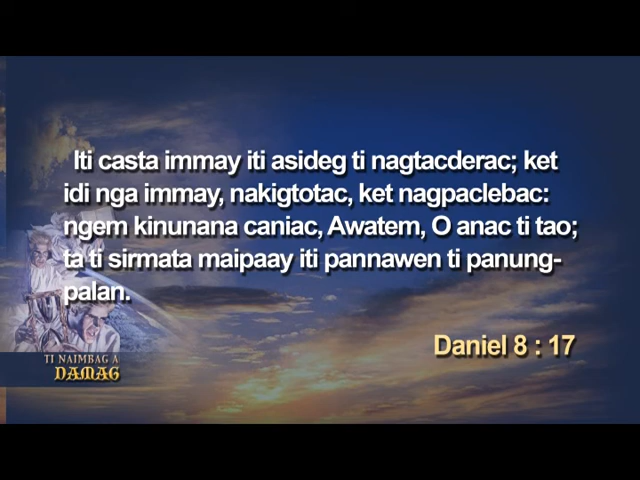 Iti casta immay iti asideg ti nagtacderac; ket
idi nga immay, nakigtotac, ket nagpaclebac:
ngem kinunana caniac, Awatem, O anac ti tao;
ta ti sirmata maipaay iti pannawen ti panung-
palan.
Daniel 8 : 17
TI NAIMBAG A
DAMAG